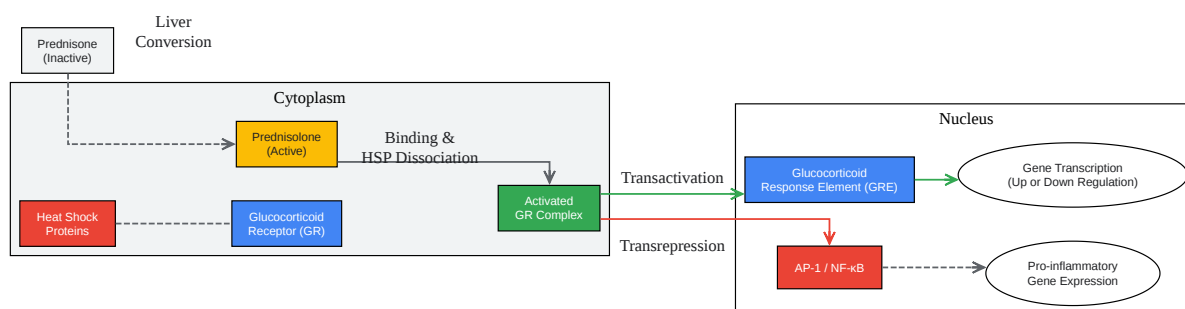 Liver
Conversion
Prednisone
(Inactive)
Cytoplasm
Prednisolone
(Active)
Binding &
HSP Dissociation
Heat Shock
Proteins
Glucocorticoid
Receptor (GR)
Activated
GR Complex
Transactivation
Transrepression
Nucleus
Glucocorticoid
Response Element (GRE)
Gene Transcription
(Up or Down Regulation)
AP-1 / NF-κB
Pro-inflammatory
Gene Expression